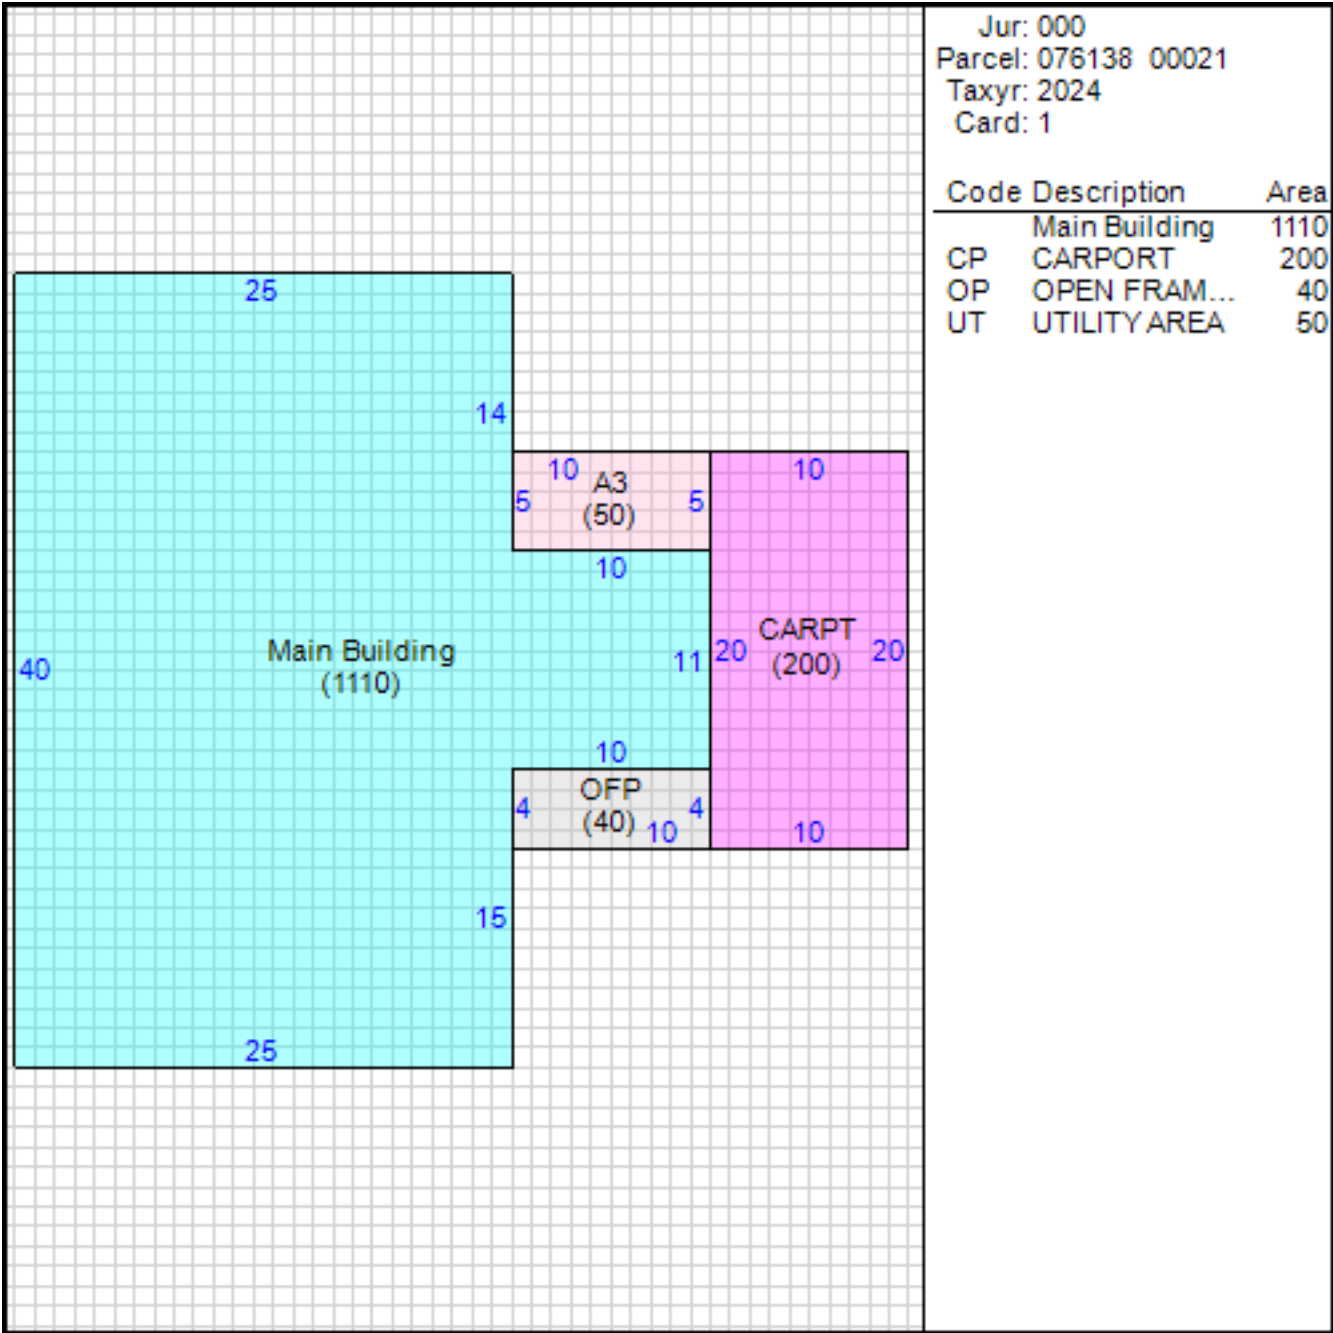 Jur: 000
Parcel: 076138 00021
Taxyr: 2024
Card: 1
Code Description Area
Main Building 1110
CP CARPORT 200
OP OPEN FRAM... 40
UT UTILITY AREA 50
25
14
10
A3
(50)
5
5
10
10
CARPT
(200)
20
20
11
Main Building
(1110)
40
10
OFP
(40)
4
4
10
10
15
25